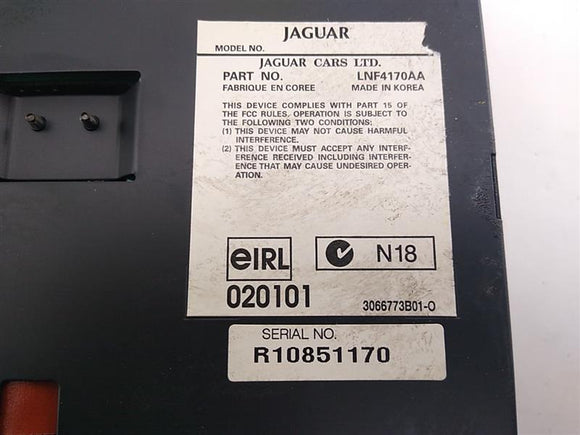 JAGUAR
MODEL NO.
JAGUAR CARS LTD.
PART NO. LNF4170AA
FABRIQUE EN COREE MADE IN KOREA
THIS DEVICE COMPLIES WITH PART 15 OF
THE FCC RULES. OPERATION IS SUBJECT TO
THE FOLLOWING TWO CONDITIONS:
(1) THIS DEVICE MAY NOT CAUSE HARMFUL
INTERFERENCE.
(2) THIS DEVICE MUST ACCEPT ANY INTERF-
ERENCE RECEIVED INCLUDING INTERFER-
ENCE THAT MAY CAUSE UNDESIRED OPER-
ATION.
eIRL N18
020101 3066773B01-O
SERIAL NO.
R10851170